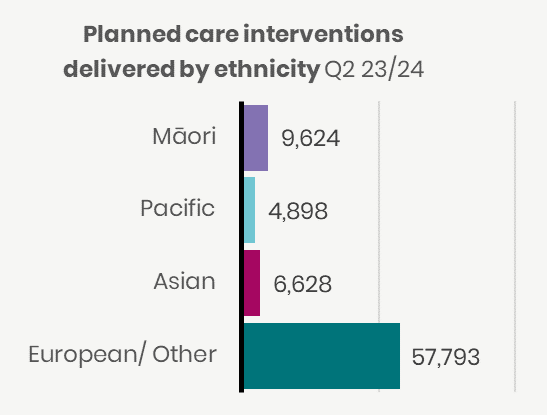 Planned care interventions
delivered by ethnicity Q2 23/24
Māori 9,624
Pacific 4,898
Asian 6,628
European/ Other 57,793